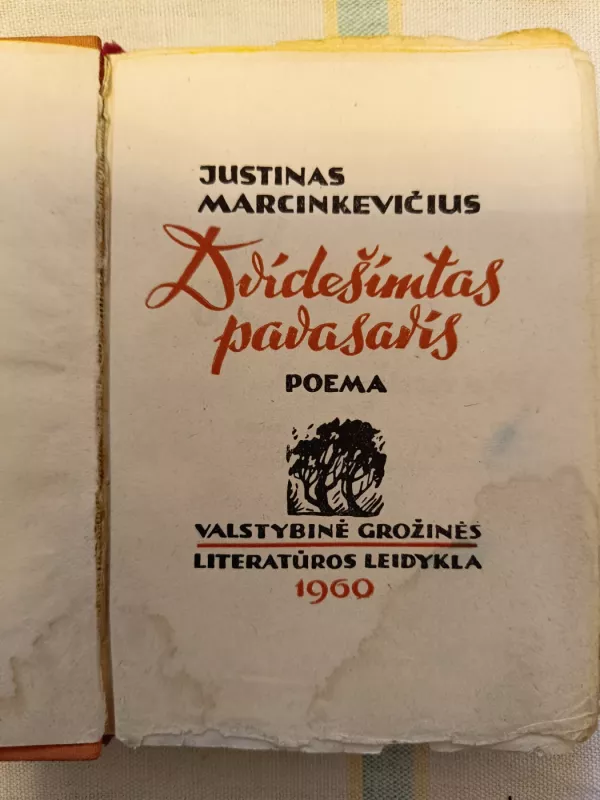 JUSTINAS
MARCINKEVIČIUS
Dvidešimtas
pavasaris
POEMA
VALSTYBINĖ GROŽINĖS
LITERATŪROS LEIDYKLA
1960